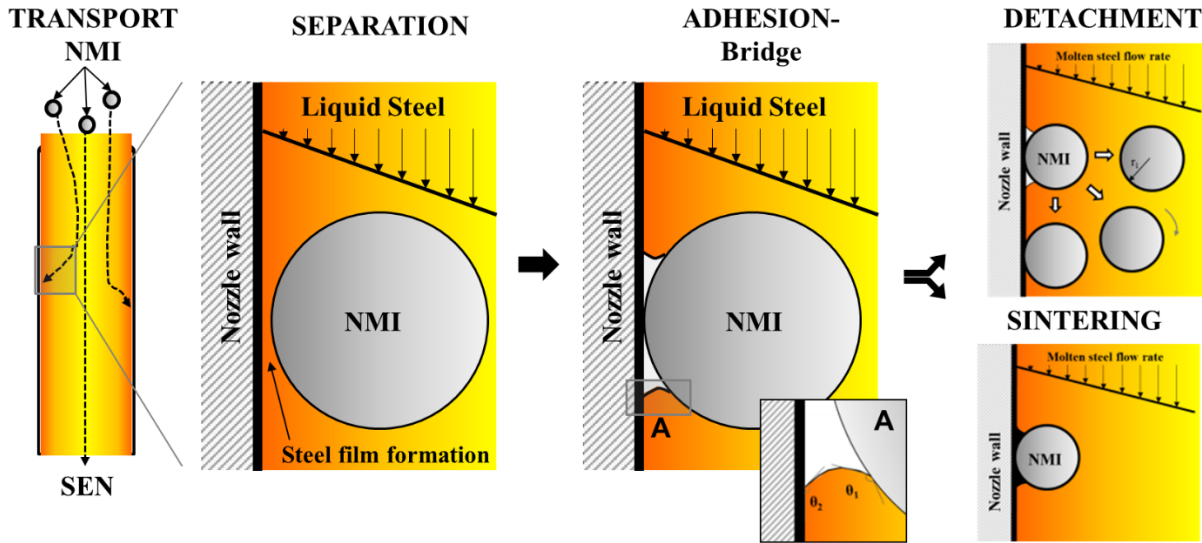 TRANSPORT
NMI
SEN
SEPARATION
Liquid Steel
Nozzle wall
NMI
Steel film formation
ADHESION-
Bridge
Liquid Steel
Nozzle wall
NMI
A
A
θ₂
θ₁
DETACHMENT
Molten steel flow rate
Nozzle wall
NMI
r₁
SINTERING
Molten steel flow rate
Nozzle wall
NMI